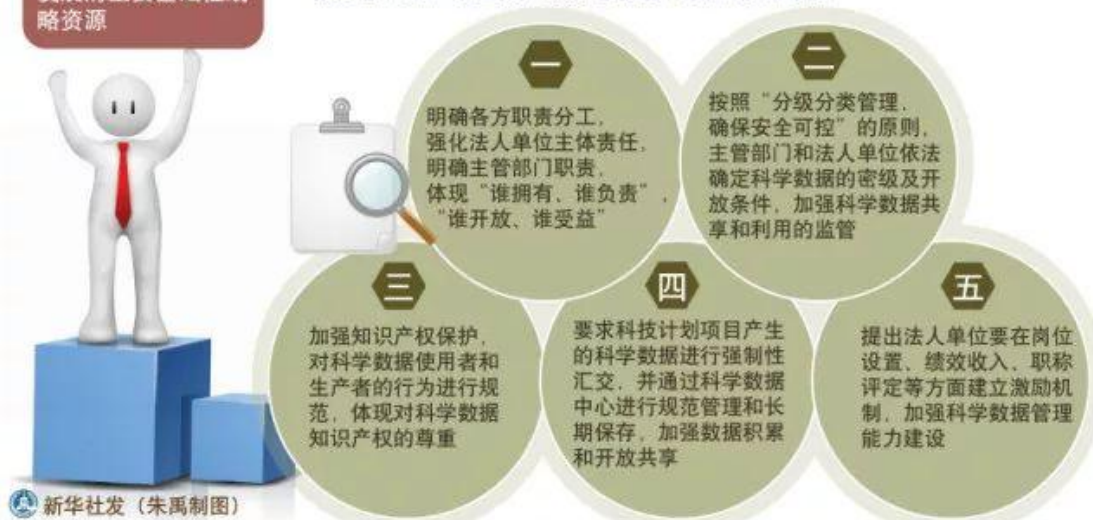 略资源
一
明确各方职责分工，
强化法人单位主体责任，
明确主管部门职责，
体现“谁拥有、谁负责”，
“谁开放、谁受益”
二
按照“分级分类管理，
确保安全可控”的原则，
主管部门和法人单位依法
确定科学数据的密级及开
放条件，加强科学数据共
享和利用的监管
三
加强知识产权保护，
对科学数据使用者和
生产者的行为进行规
范，体现对科学数据
知识产权的尊重
四
要求科技计划项目产生
的科学数据进行强制性
汇交，并通过科学数据
中心进行规范管理和长
期保存，加强数据积累
和开放共享
五
提出法人单位要在岗位
设置、绩效收入、职称
评定等方面建立激励机
制，加强科学数据管理
能力建设
新华社发（朱禹制图）